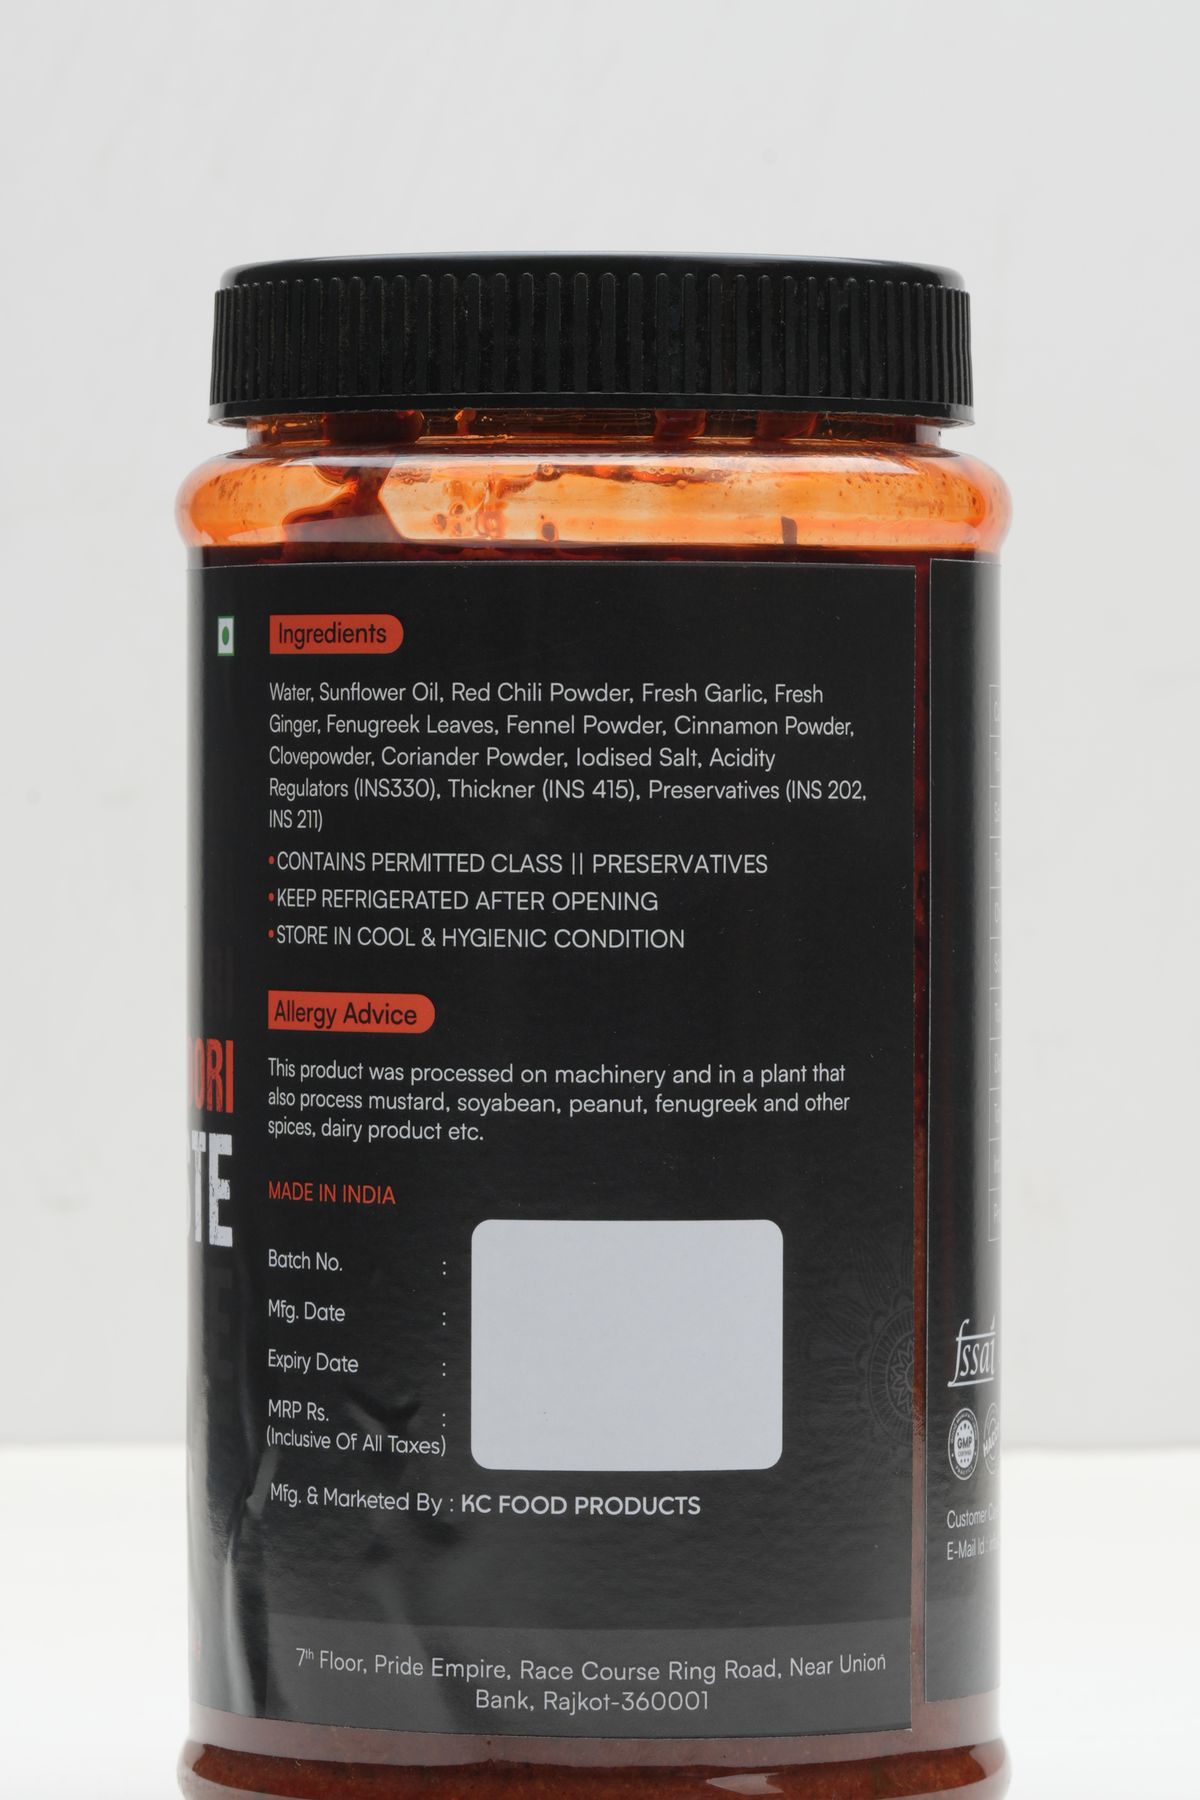 Ingredients
Water, Sunflower Oil, Red Chili Powder, Fresh Garlic, Fresh
Ginger, Fenugreek Leaves, Fennel Powder, Cinnamon Powder,
Clovepowder, Coriander Powder, Iodised Salt, Acidity
Regulators (INS330), Thickner (INS 415), Preservatives (INS 202,
INS 211)
•CONTAINS PERMITTED CLASS || PRESERVATIVES
•KEEP REFRIGERATED AFTER OPENING
•STORE IN COOL & HYGIENIC CONDITION
Allergy Advice
This product was processed on machinery and in a plant that
also process mustard, soyabean, peanut, fenugreek and other
spices, dairy product etc.
MADE IN INDIA
Batch No. :
Mfg. Date :
Expiry Date :
MRP Rs. :
(Inclusive Of All Taxes)
Mfg. & Marketed By : KC FOOD PRODUCTS
7th Floor, Pride Empire, Race Course Ring Road, Near Union
Bank, Rajkot-360001
ORI
TE
fssai
GMP
Customer
E-Mail Id :